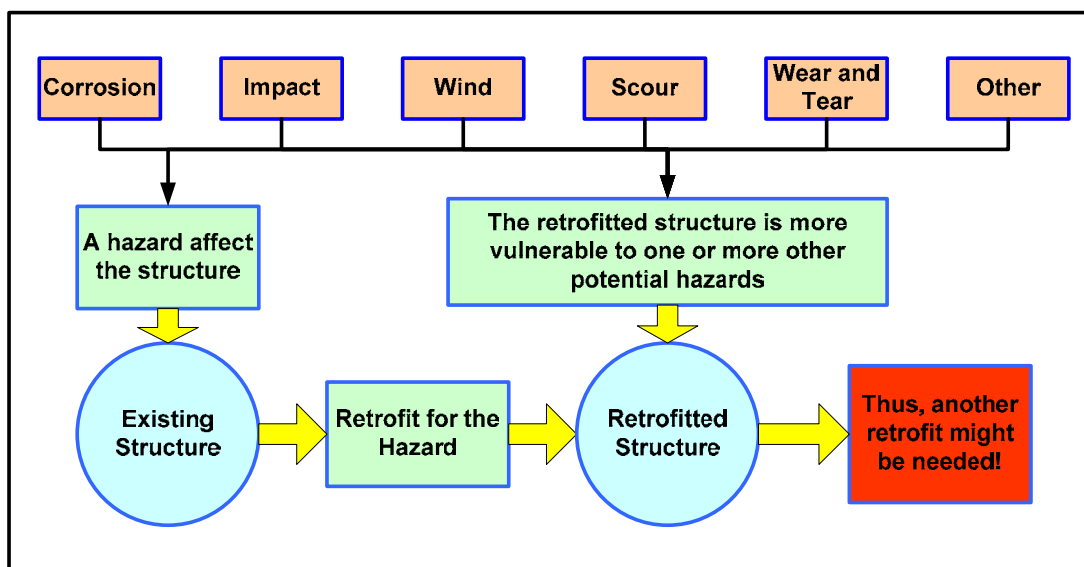 Corrosion
Impact
Wind
Scour
Wear and
Tear
Other
A hazard affect
the structure
The retrofitted structure is more
vulnerable to one or more other
potential hazards
Existing
Structure
Retrofit for the
Hazard
Retrofitted
Structure
Thus, another
retrofit might
be needed!